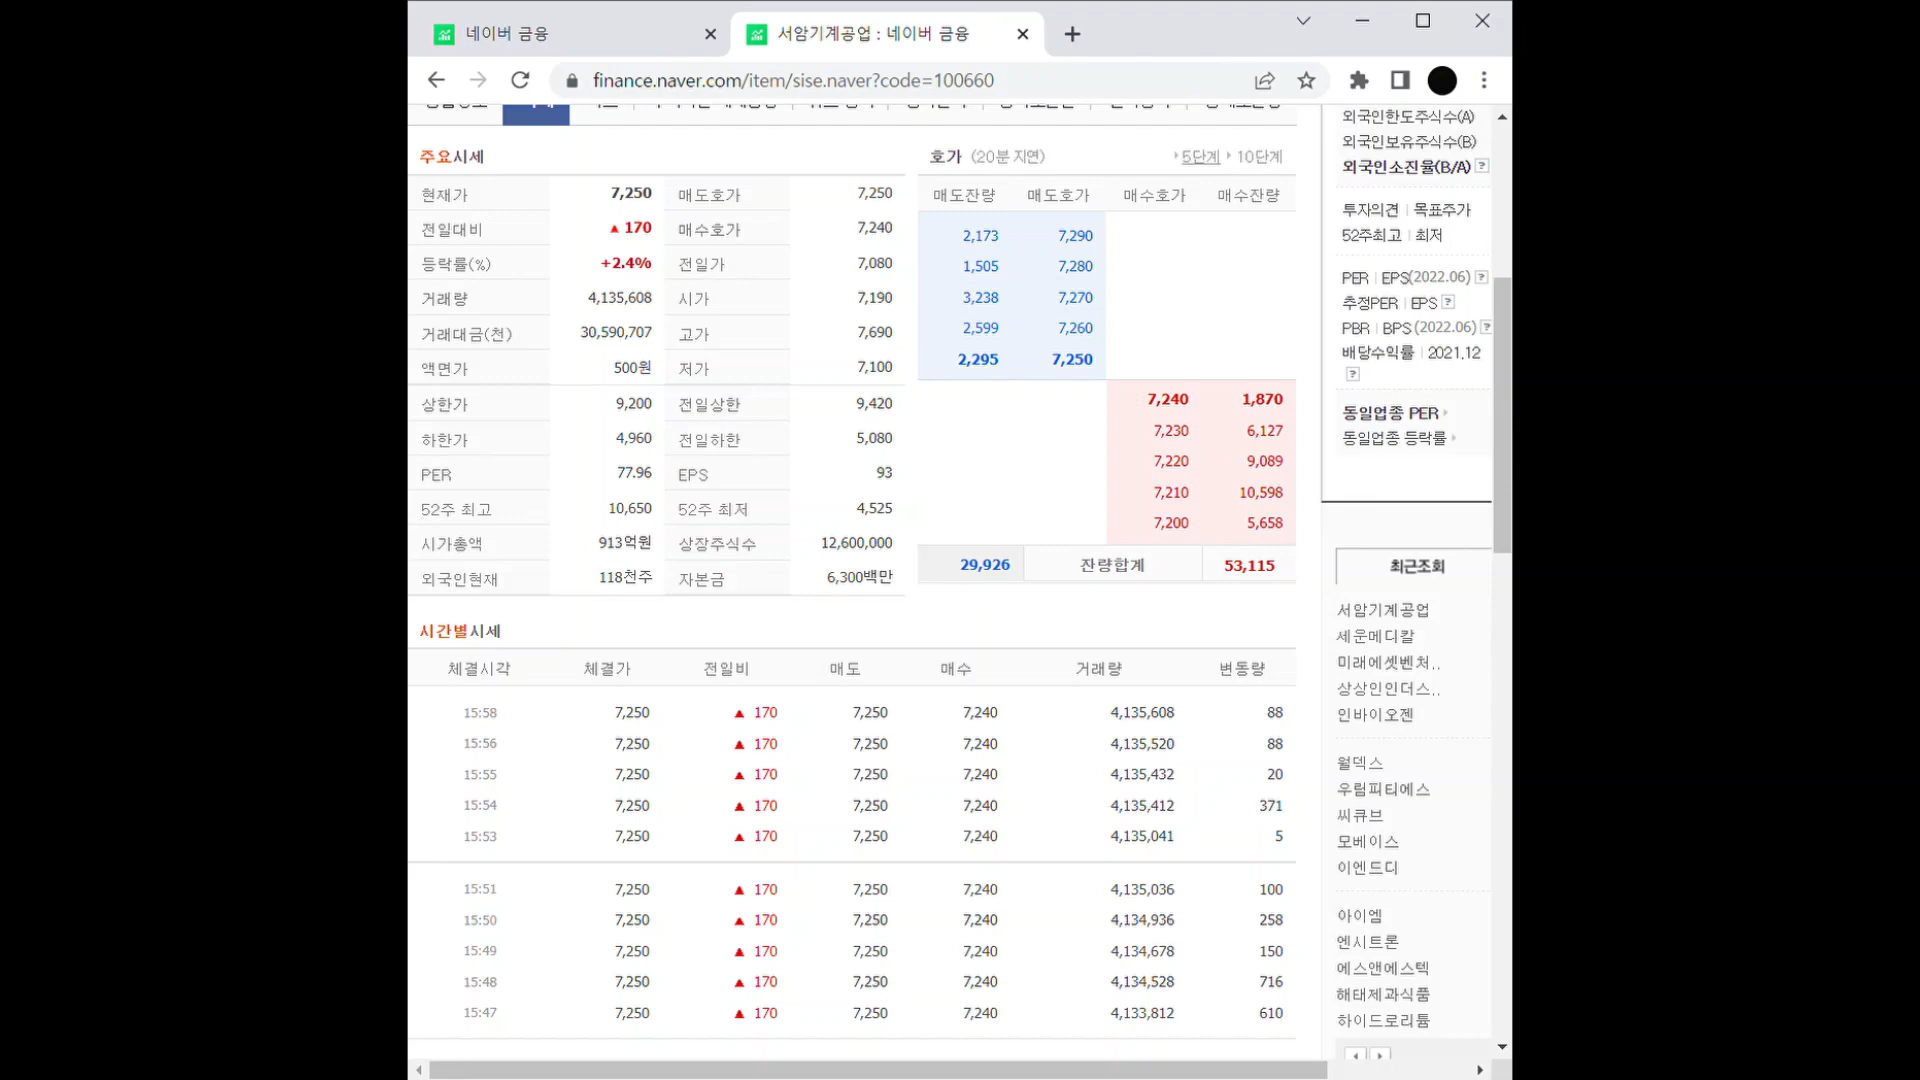 네이버 금융
서암기계공업 : 네이버 금융
finance.naver.com/item/sise.naver?code=100660
주요시세
현재가 7,250 매도호가 7,250
전일대비 ▲ 170 매수호가 7,240
등락률(%) +2.4% 전일가 7,080
거래량 4,135,608 시가 7,190
거래대금(천) 30,590,707 고가 7,690
액면가 500원 저가 7,100
상한가 9,200 전일상한 9,420
하한가 4,960 전일하한 5,080
PER 77.96 EPS 93
52주 최고 10,650 52주 최저 4,525
시가총액 913억원 상장주식수 12,600,000
외국인현재 118천주 자본금 6,300백만
호가 (20분 지연) 5단계 10단계
매도잔량 매도호가 매수호가 매수잔량
2,173 7,290
1,505 7,280
3,238 7,270
2,599 7,260
2,295 7,250
7,240 1,870
7,230 6,127
7,220 9,089
7,210 10,598
7,200 5,658
29,926 잔량합계 53,115
시간별시세
체결시각 체결가 전일비 매도 매수 거래량 변동량
15:58 7,250 ▲ 170 7,250 7,240 4,135,608 88
15:56 7,250 ▲ 170 7,250 7,240 4,135,520 88
15:55 7,250 ▲ 170 7,250 7,240 4,135,432 20
15:54 7,250 ▲ 170 7,250 7,240 4,135,412 371
15:53 7,250 ▲ 170 7,250 7,240 4,135,041 5
15:51 7,250 ▲ 170 7,250 7,240 4,135,036 100
15:50 7,250 ▲ 170 7,250 7,240 4,134,936 258
15:49 7,250 ▲ 170 7,250 7,240 4,134,678 150
15:48 7,250 ▲ 170 7,250 7,240 4,134,528 716
15:47 7,250 ▲ 170 7,250 7,240 4,133,812 610
외국인한도주식수(A)
외국인보유주식수(B)
외국인소진율(B/A) ?
투자의견 | 목표주가
52주최고 | 최저
PER | EPS(2022.06) ?
추정PER | EPS ?
PBR | BPS (2022.06) ?
배당수익률 | 2021.12
?
동일업종 PER
동일업종 등락률
최근조회
서암기계공업
세운메디칼
미래에셋벤처..
상상인인더스..
인바이오젠
월덱스
우림피티에스
씨큐브
모베이스
이엔드디
아이엠
엔시트론
에스앤에스텍
해태제과식품
하이드로리튬